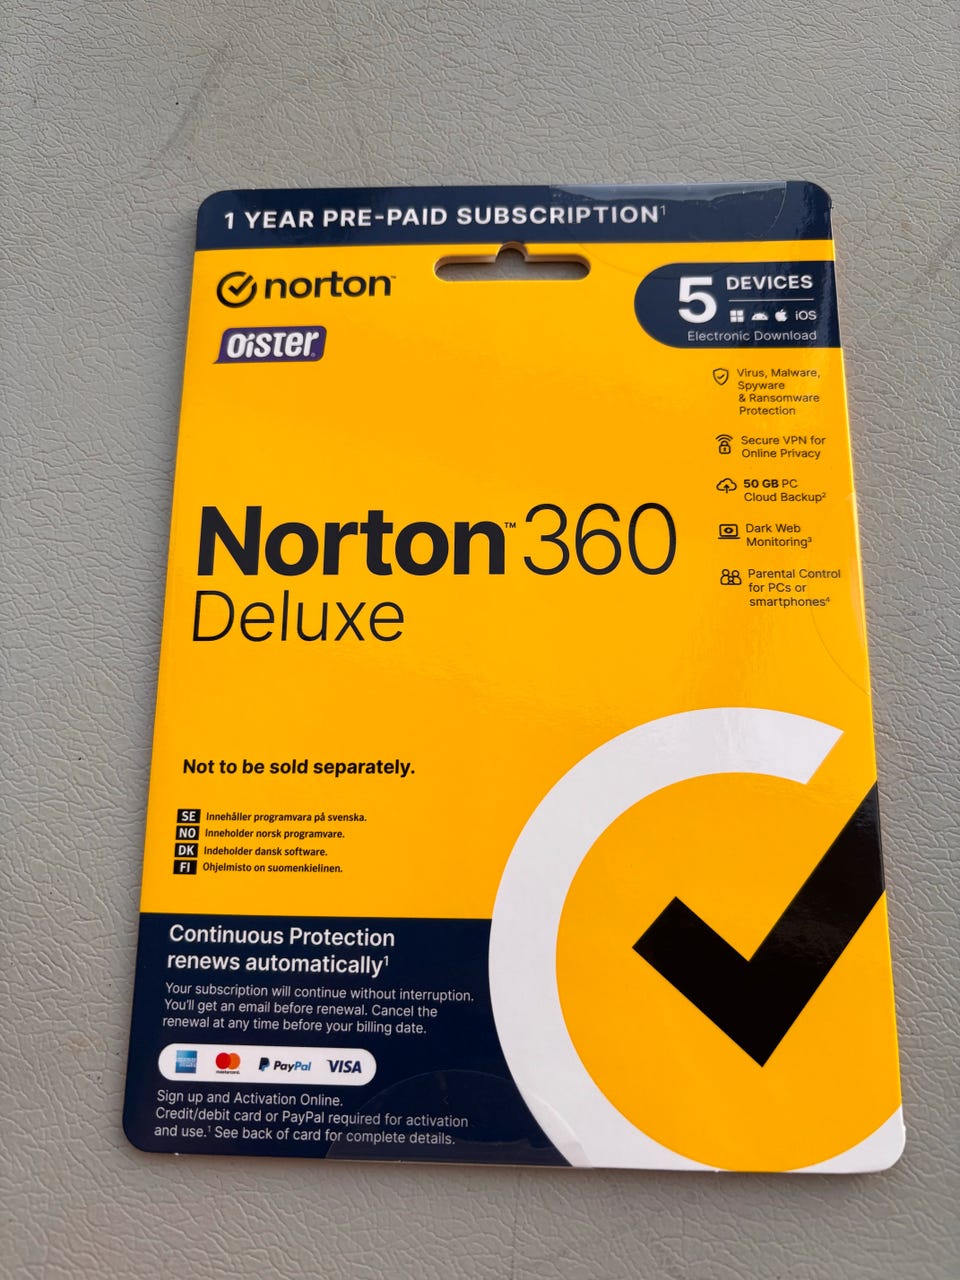 1 YEAR PRE-PAID SUBSCRIPTION¹
norton™
oister
5 DEVICES
iOS
Electronic Download
Virus, Malware,
Spyware
& Ransomware
Protection
Secure VPN for
Online Privacy
50 GB PC
Cloud Backup²
Dark Web
Monitoring³
Parental Control
for PCs or
smartphones⁴
Norton™ 360
Deluxe
Not to be sold separately.
SE Innehåller programvara på svenska.
NO Inneholder norsk programvare.
DK Indeholder dansk software.
FI Ohjelmisto on suomenkielinen.
Continuous Protection
renews automatically¹
Your subscription will continue without interruption.
You'll get an email before renewal. Cancel the
renewal at any time before your billing date.
mastercard. PayPal VISA
Sign up and Activation Online.
Credit/debit card or PayPal required for activation
and use.¹ See back of card for complete details.